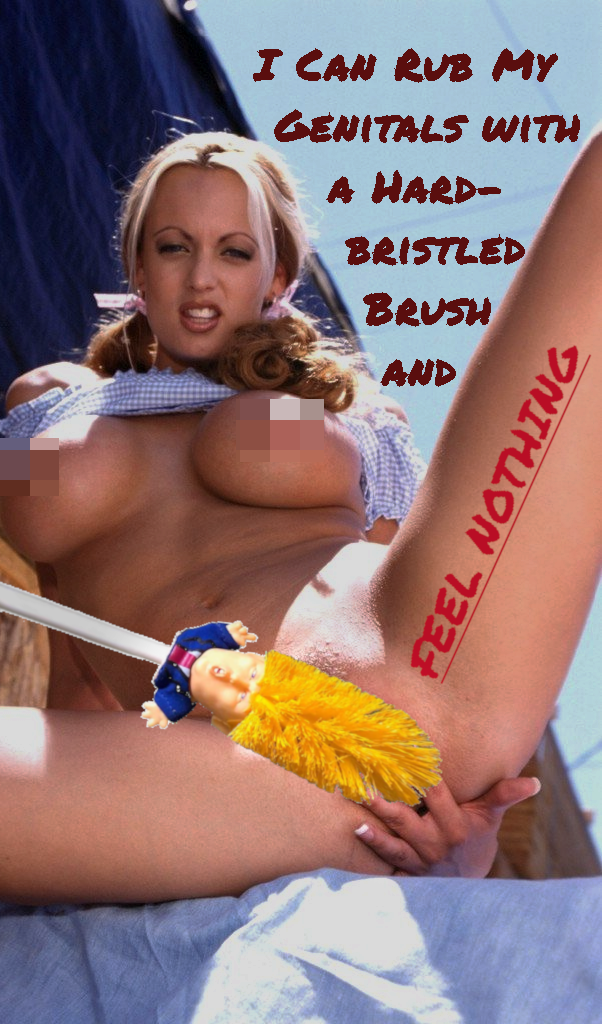 I Can Rub My
Genitals with
a Hard-
bristled
Brush
and
FEEL NOTHING